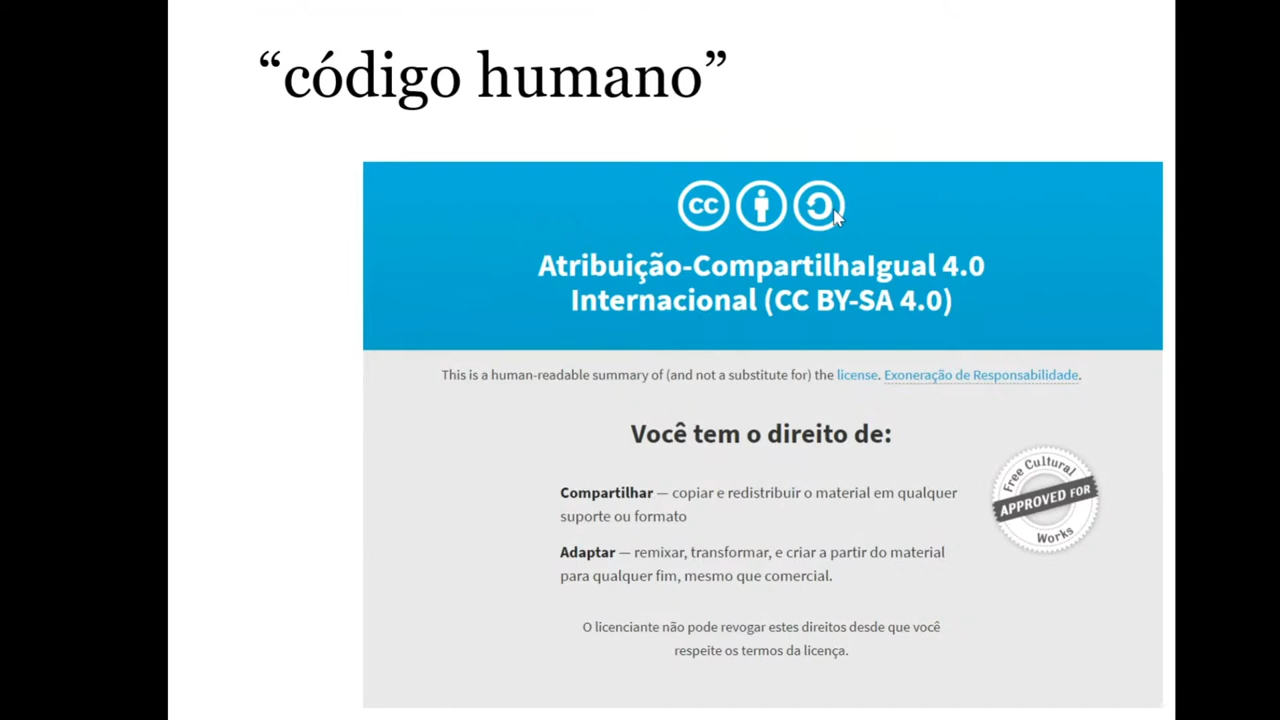 “código humano”
cc
Atribuição-CompartilhaIgual 4.0
Internacional (CC BY-SA 4.0)
This is a human-readable summary of (and not a substitute for) the license. Exoneração de Responsabilidade.
Você tem o direito de:
Compartilhar — copiar e redistribuir o material em qualquer
suporte ou formato
Adaptar — remixar, transformar, e criar a partir do material
para qualquer fim, mesmo que comercial.
Free Cultural
APPROVED FOR
Works
O licenciante não pode revogar estes direitos desde que você
respeite os termos da licença.